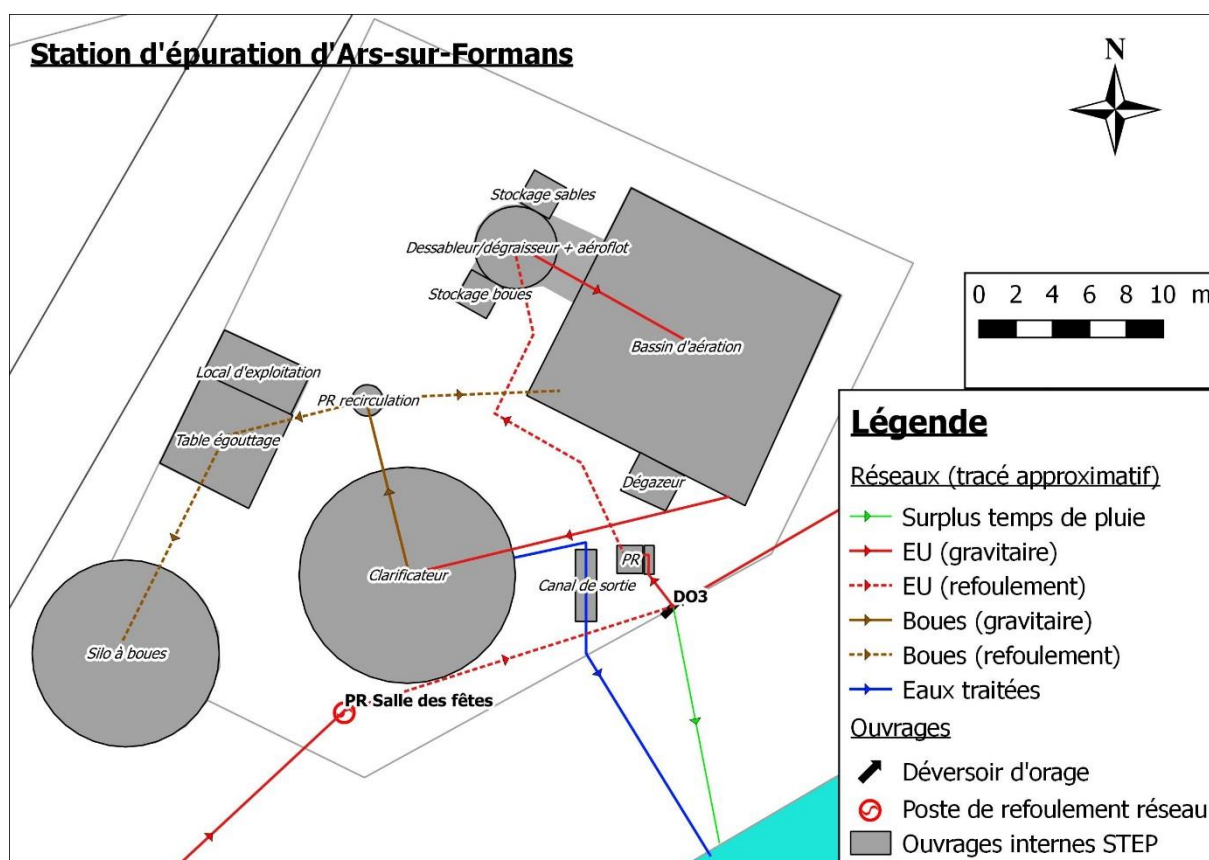 Station d'épuration d'Ars-sur-Formans
N
Stockage sables
Dessableur/dégraisseur + aéroflot
Stockage boues
Bassin d'aération
0 2 4 6 8 10 m
Local d'exploitation
PR recirculation
Table égouttage
Dégazeur
PR
Clarificateur
Canal de sortie
DO3
Silo à boues
PR Salle des fêtes
Légende
Réseaux (tracé approximatif)
Surplus temps de pluie
EU (gravitaire)
EU (refoulement)
Boues (gravitaire)
Boues (refoulement)
Eaux traitées
Ouvrages
Déversoir d'orage
Poste de refoulement réseau
Ouvrages internes STEP